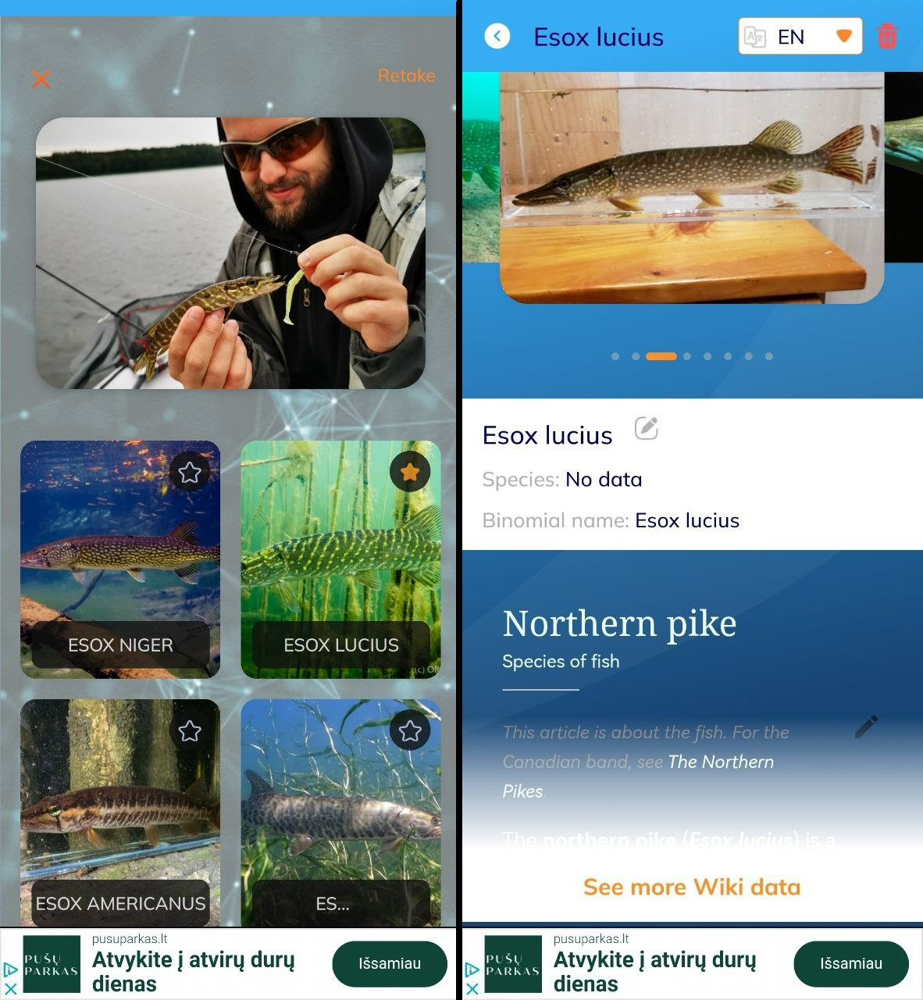 Retake
ESOX NIGER
ESOX LUCIUS
(c) Oli
ESOX AMERICANUS
ES...
PUŠŲ
PARKAS
pusuparkas.lt
Atvykite į atvirų durų
dienas
Išsamiau
Esox lucius
EN
Esox lucius
Species: No data
Binomial name: Esox lucius
Northern pike
Species of fish
This article is about the fish. For the
Canadian band, see The Northern
Pikes.
The northern pike (Esox lucius) is a
See more Wiki data
PUŠŲ
PARKAS
pusuparkas.lt
Atvykite į atvirų durų
dienas
Išsamiau